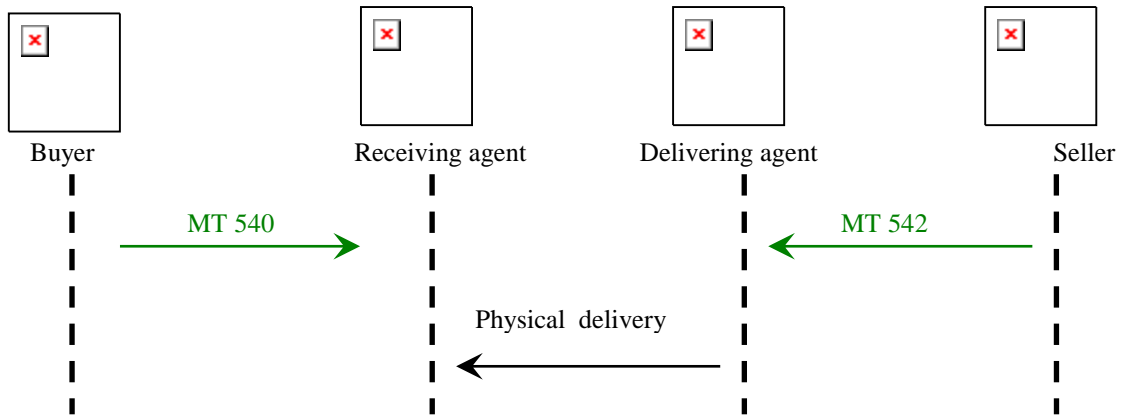 Buyer
Receiving agent
Delivering agent
Seller
MT 540
MT 542
Physical delivery